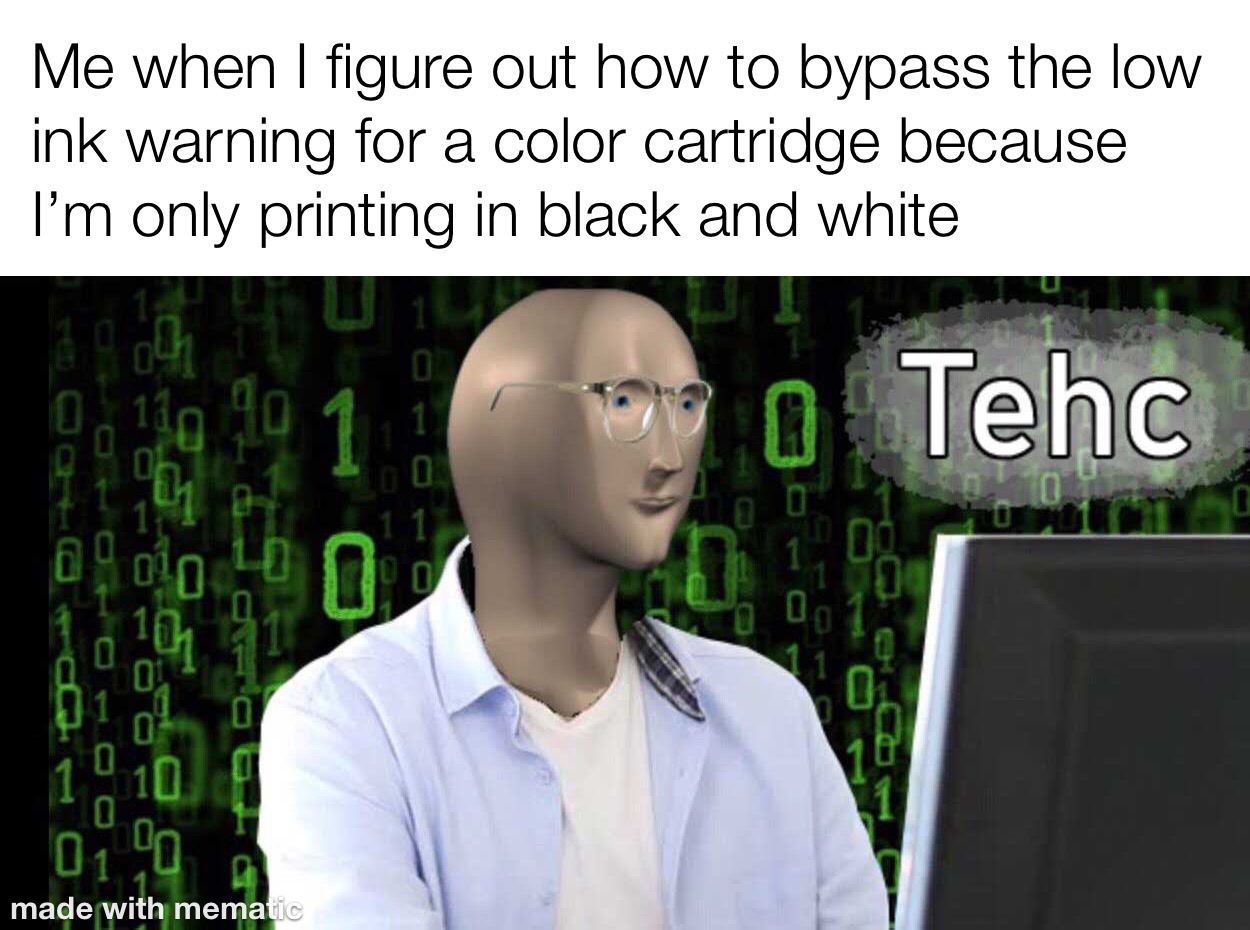 Me when I figure out how to bypass the low
ink warning for a color cartridge because
I’m only printing in black and white
Tehc
made with mematic